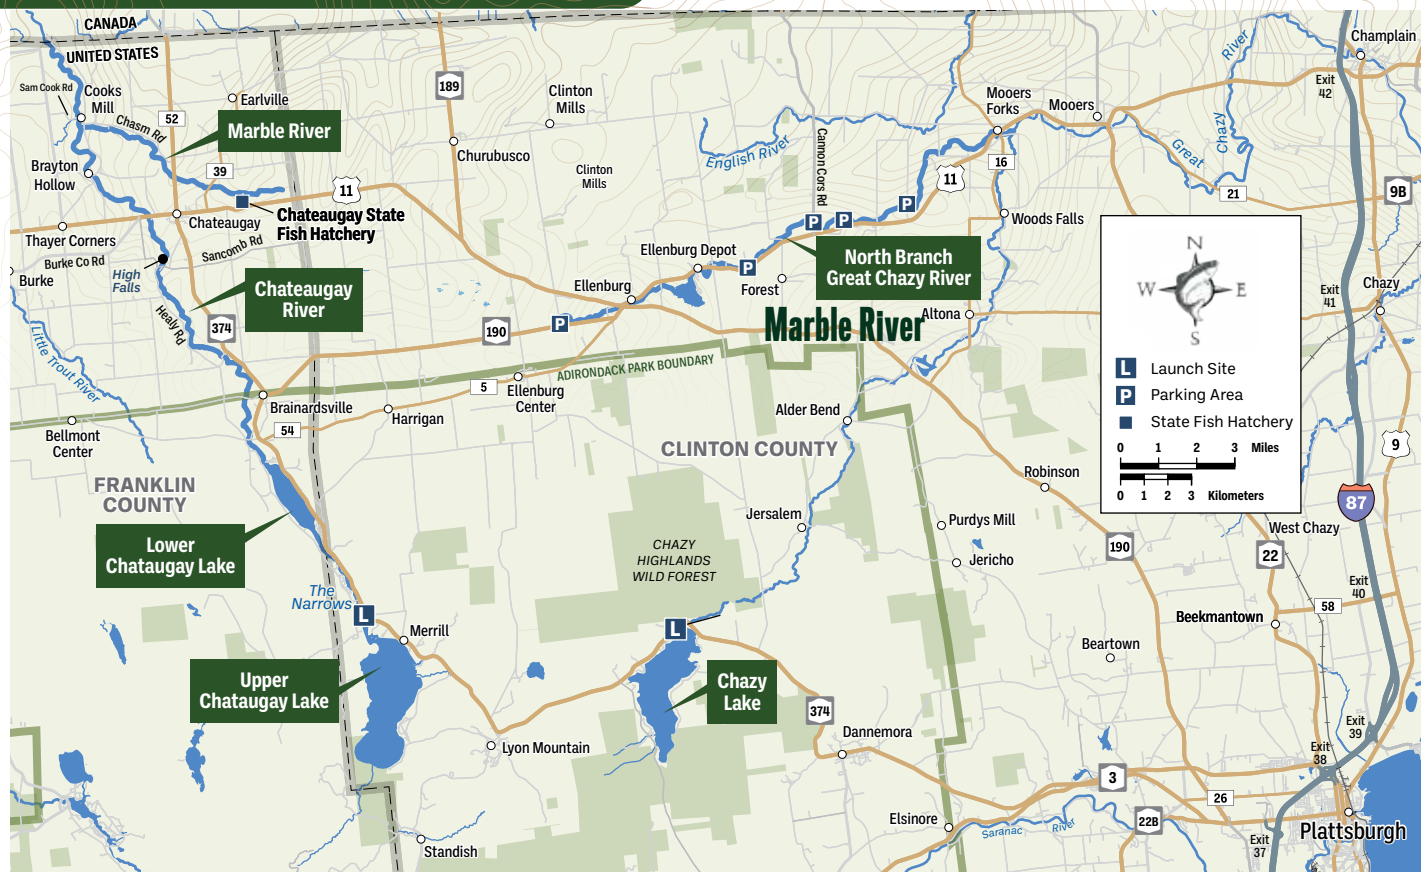 CANADA
UNITED STATES
Champlain
Exit
42
River
Sam Cook Rd
Cooks
Mill
Earlville
189
Clinton
Mills
Mooers
Forks
Mooers
52
Chasm Rd
Marble River
Chazy
Great
Cannon Cors Rd
English River
Churubusco
Clinton
Mills
Brayton
Hollow
39
11
16
11
21
9B
Chateaugay
Chateaugay State
Fish Hatchery
Woods Falls
Thayer Corners
Sancomb Rd
Burke Co Rd
Burke
High
Falls
Ellenburg Depot
P
P
P
P
North Branch
Great Chazy River
N
W
E
S
Chateaugay
River
Ellenburg
Forest
Exit
41
Chazy
Healy Rd
374
P
190
Marble River
Altona
Little Trout River
ADIRONDACK PARK BOUNDARY
L Launch Site
P Parking Area
State Fish Hatchery
0 1 2 3 Miles
0 1 2 3 Kilometers
5
Ellenburg
Center
Brainardsville
Harrigan
Alder Bend
54
Bellmont
Center
CLINTON COUNTY
9
FRANKLIN
COUNTY
Robinson
87
Jersalem
Purdys Mill
West Chazy
Lower
Chataugay Lake
CHAZY
HIGHLANDS
WILD FOREST
Jericho
190
22
Exit
40
The
Narrows
L
Merrill
L
58
Beekmantown
Beartown
Upper
Chataugay Lake
Chazy
Lake
374
Dannemora
Lyon Mountain
Exit
39
Exit
38
3
26
22B
Elsinore
Saranac River
Plattsburgh
Exit
37
Standish